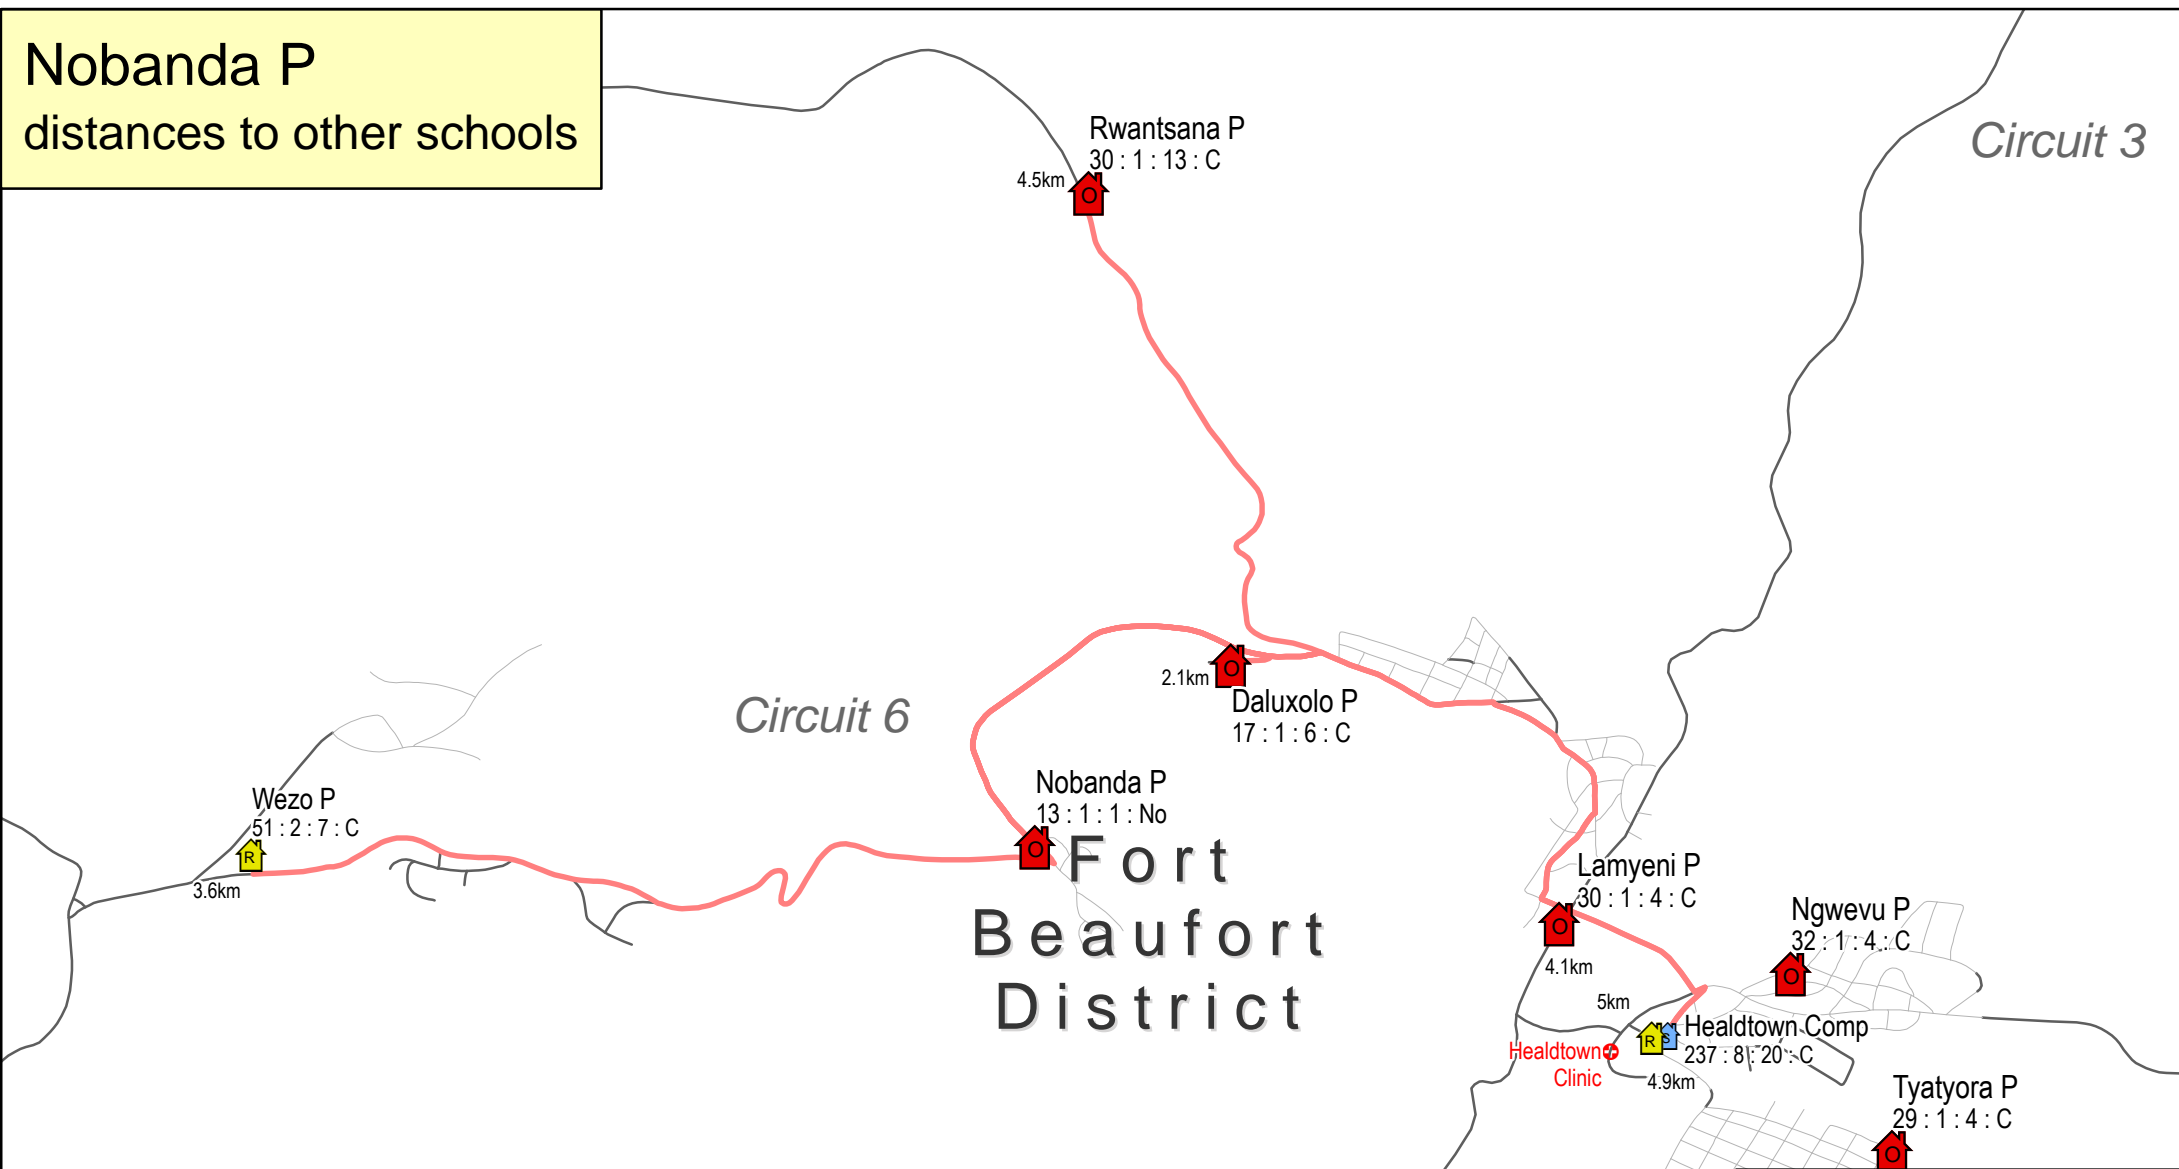 Nobanda P
distances to other schools
Rwantsana P
30 : 1 : 13 : C
4.5km
O
Circuit 3
Circuit 6
2.1km
O
Daluxolo P
17 : 1 : 6 : C
Nobanda P
13 : 1 : 1 : No
O
Wezo P
51 : 2 : 7 : C
R
3.6km
Fort
Beaufort
District
Lamyeni P
30 : 1 : 4 : C
O
4.1km
Ngwevu P
32 : 1 : 4 : C
O
5km
R
S
Healdtown Comp
237 : 8 : 20 : C
4.9km
Healdtown
Clinic
Tyatyora P
29 : 1 : 4 : C
O